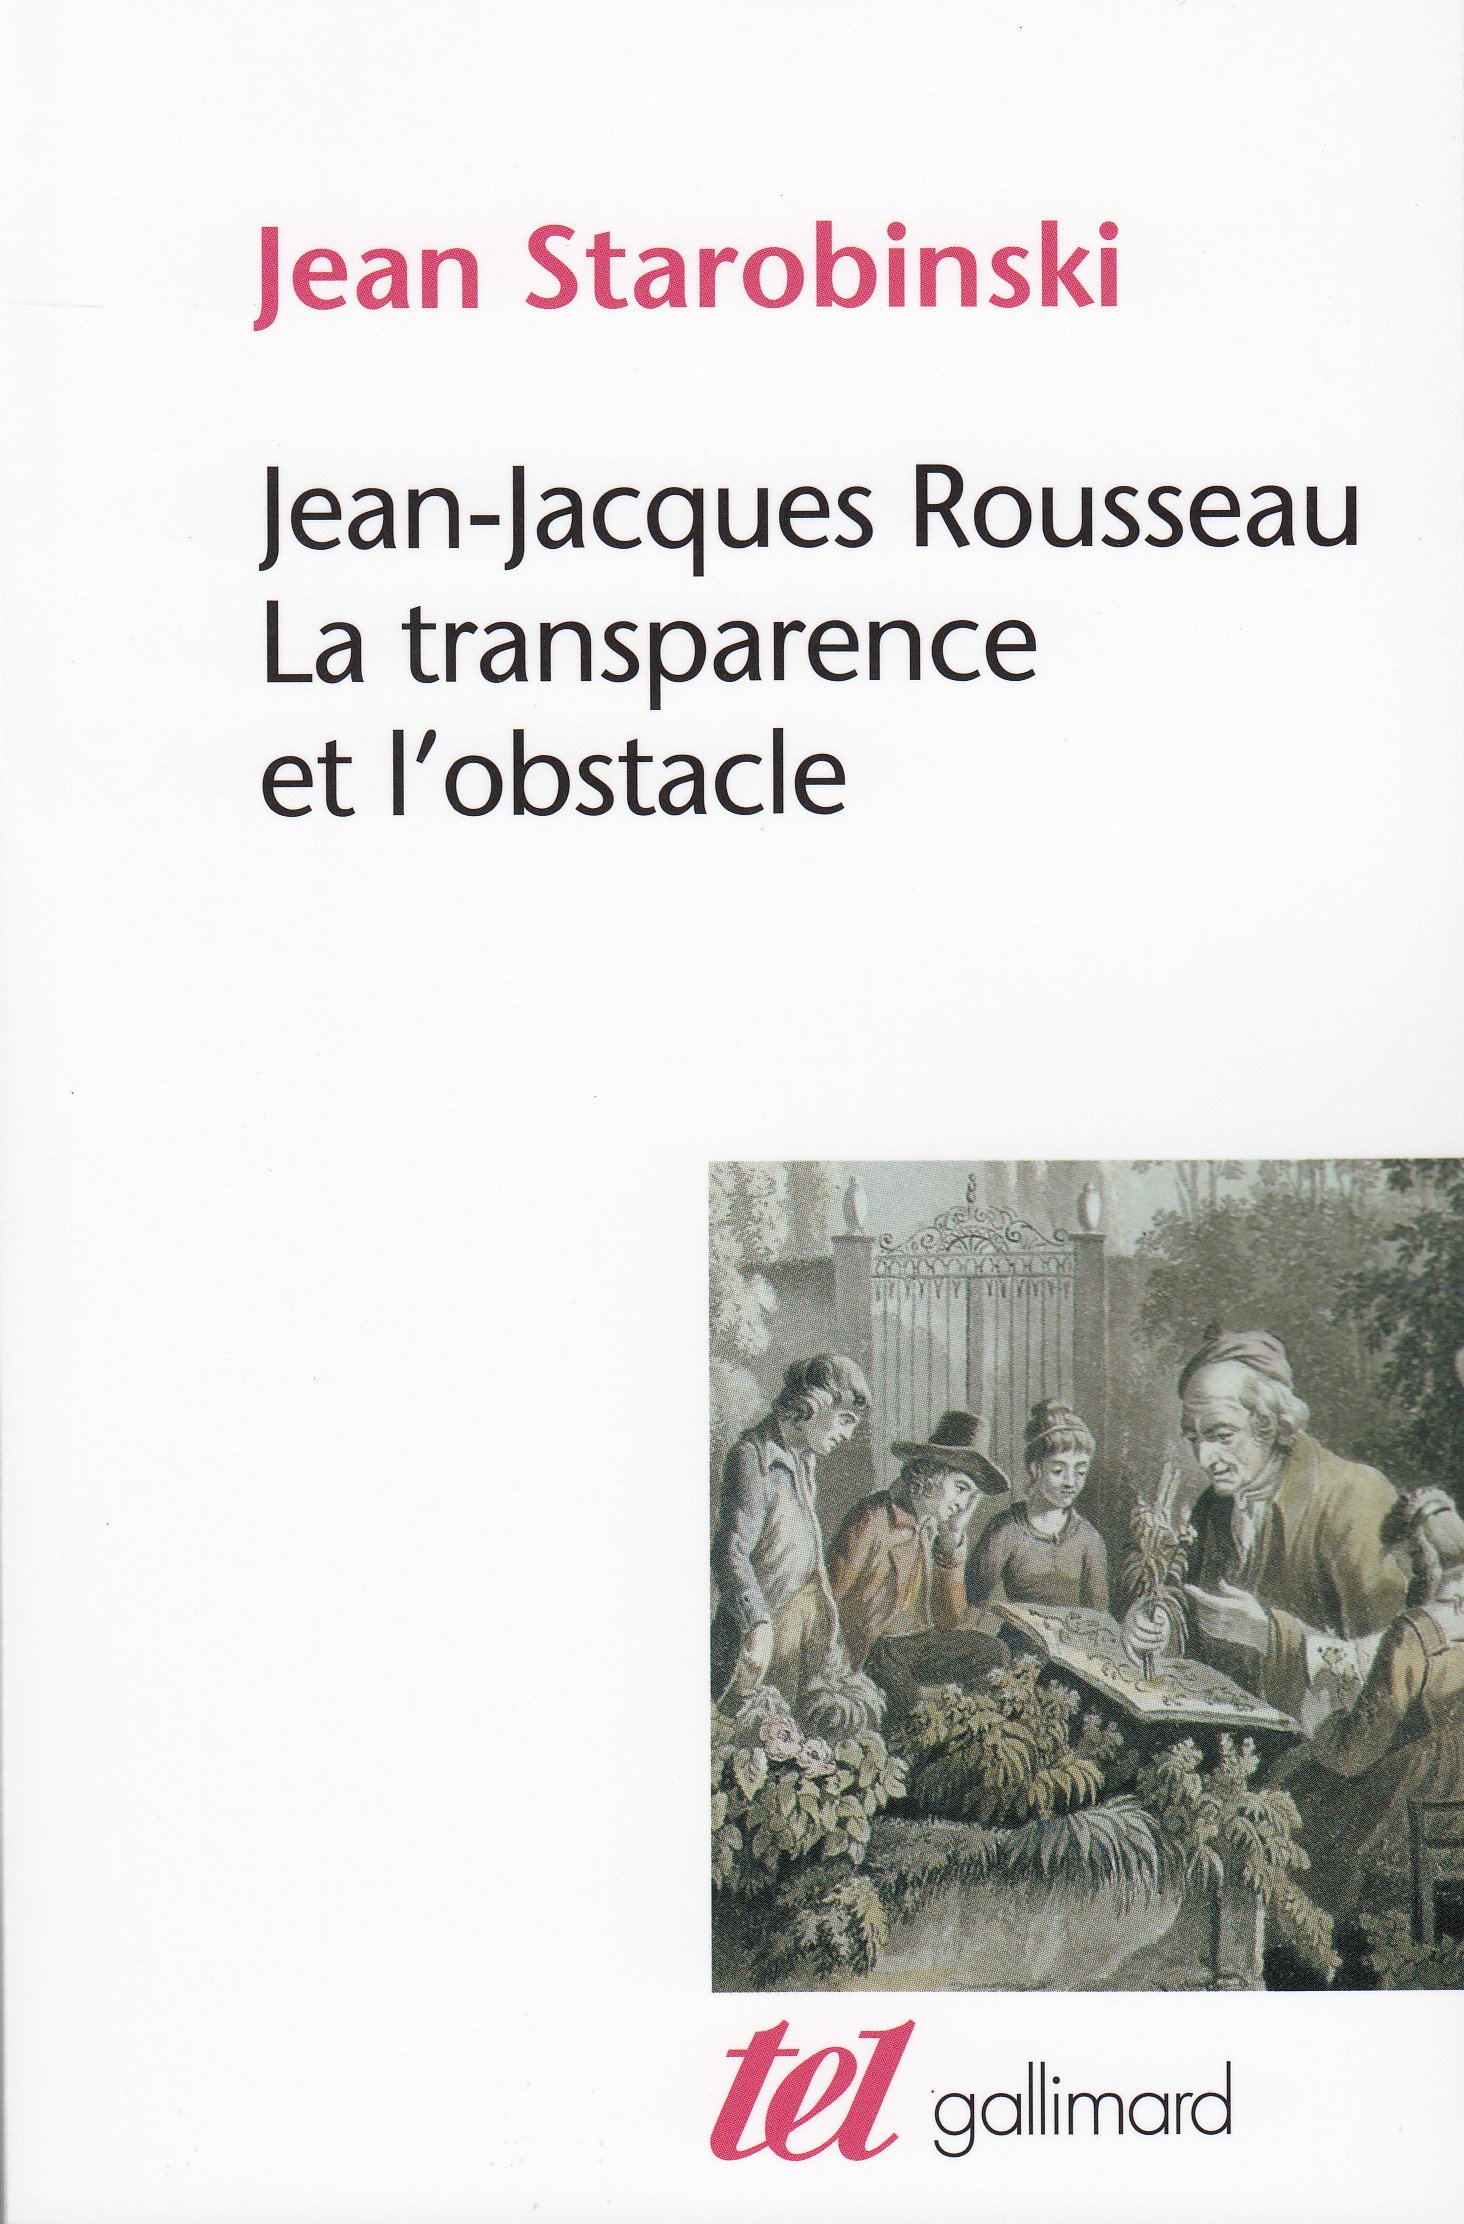 Jean Starobinski
Jean-Jacques Rousseau
La transparence
et l'obstacle
tel gallimard